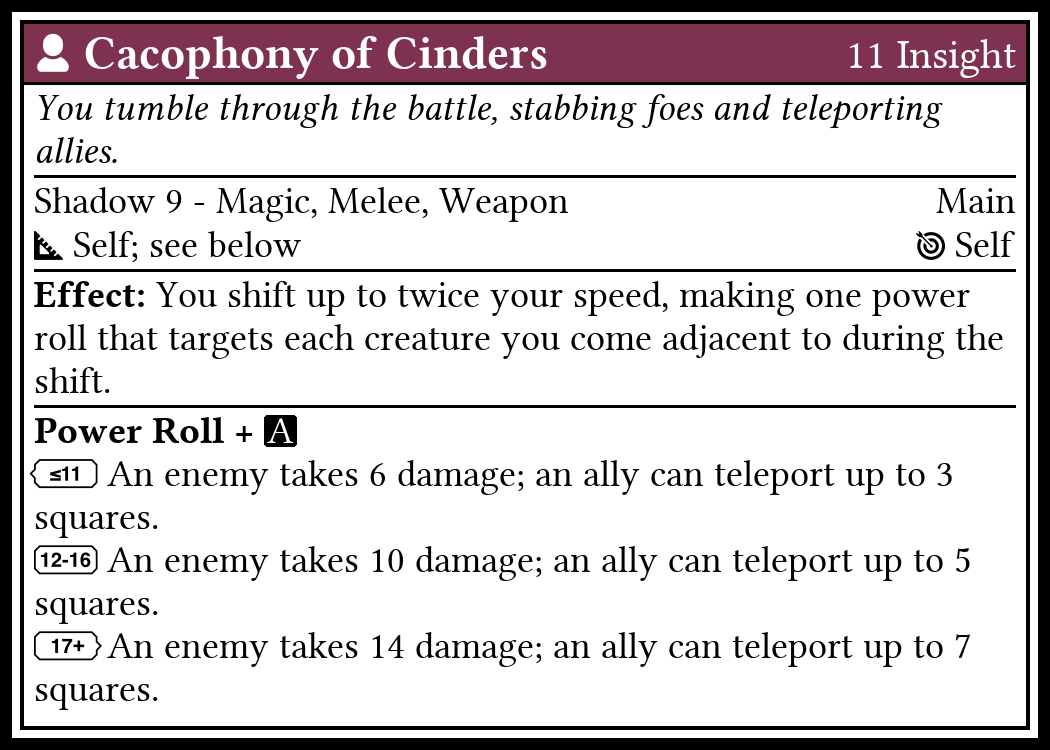 Cacophony of Cinders 11 Insight
You tumble through the battle, stabbing foes and teleporting
allies.
Shadow 9 - Magic, Melee, Weapon Main
Self; see below Self
Effect: You shift up to twice your speed, making one power
roll that targets each creature you come adjacent to during the
shift.
Power Roll + A
≤11 An enemy takes 6 damage; an ally can teleport up to 3
squares.
12-16 An enemy takes 10 damage; an ally can teleport up to 5
squares.
17+ An enemy takes 14 damage; an ally can teleport up to 7
squares.